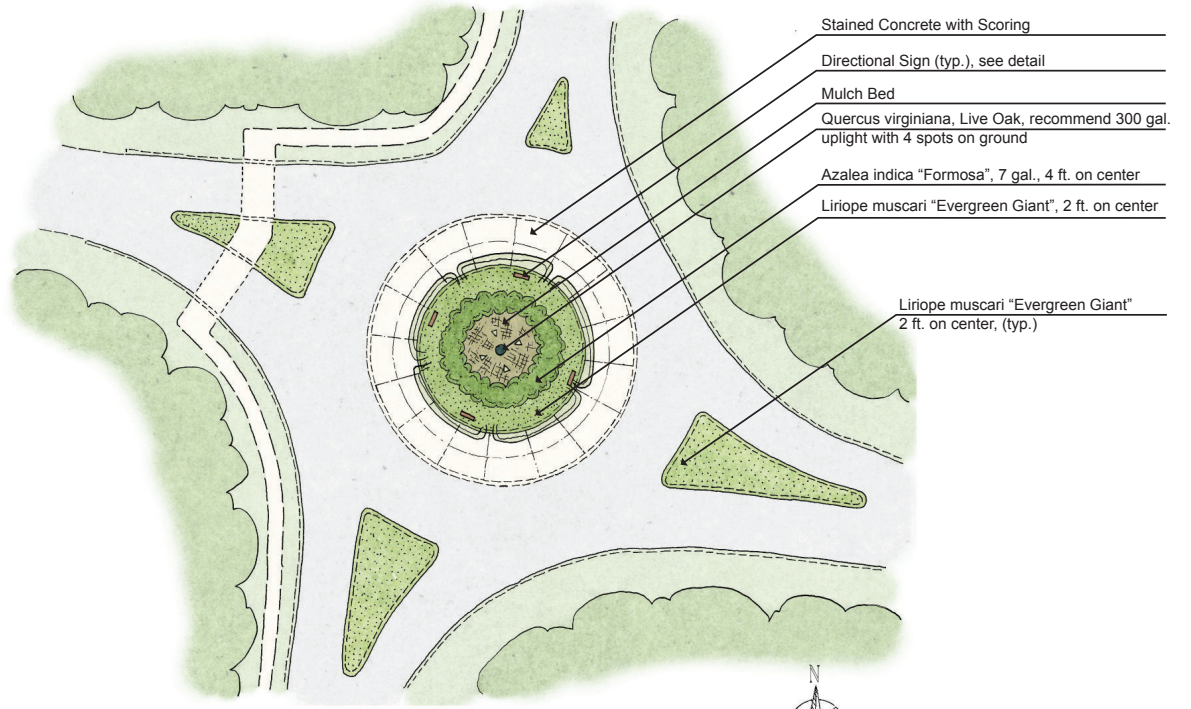 Stained Concrete with Scoring
Directional Sign (typ.), see detail
Mulch Bed
Quercus virginiana, Live Oak, recommend 300 gal.
uplight with 4 spots on ground
Azalea indica “Formosa”, 7 gal., 4 ft. on center
Liriope muscari “Evergreen Giant”, 2 ft. on center
Liriope muscari “Evergreen Giant”
2 ft. on center, (typ.)
N